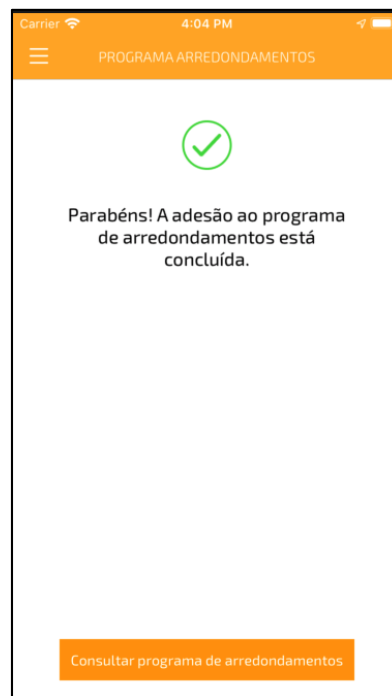 Carrier 4:04 PM
PROGRAMA ARREDONDAMENTOS
Parabéns! A adesão ao programa
de arredondamentos está
concluída.
Consultar programa de arredondamentos